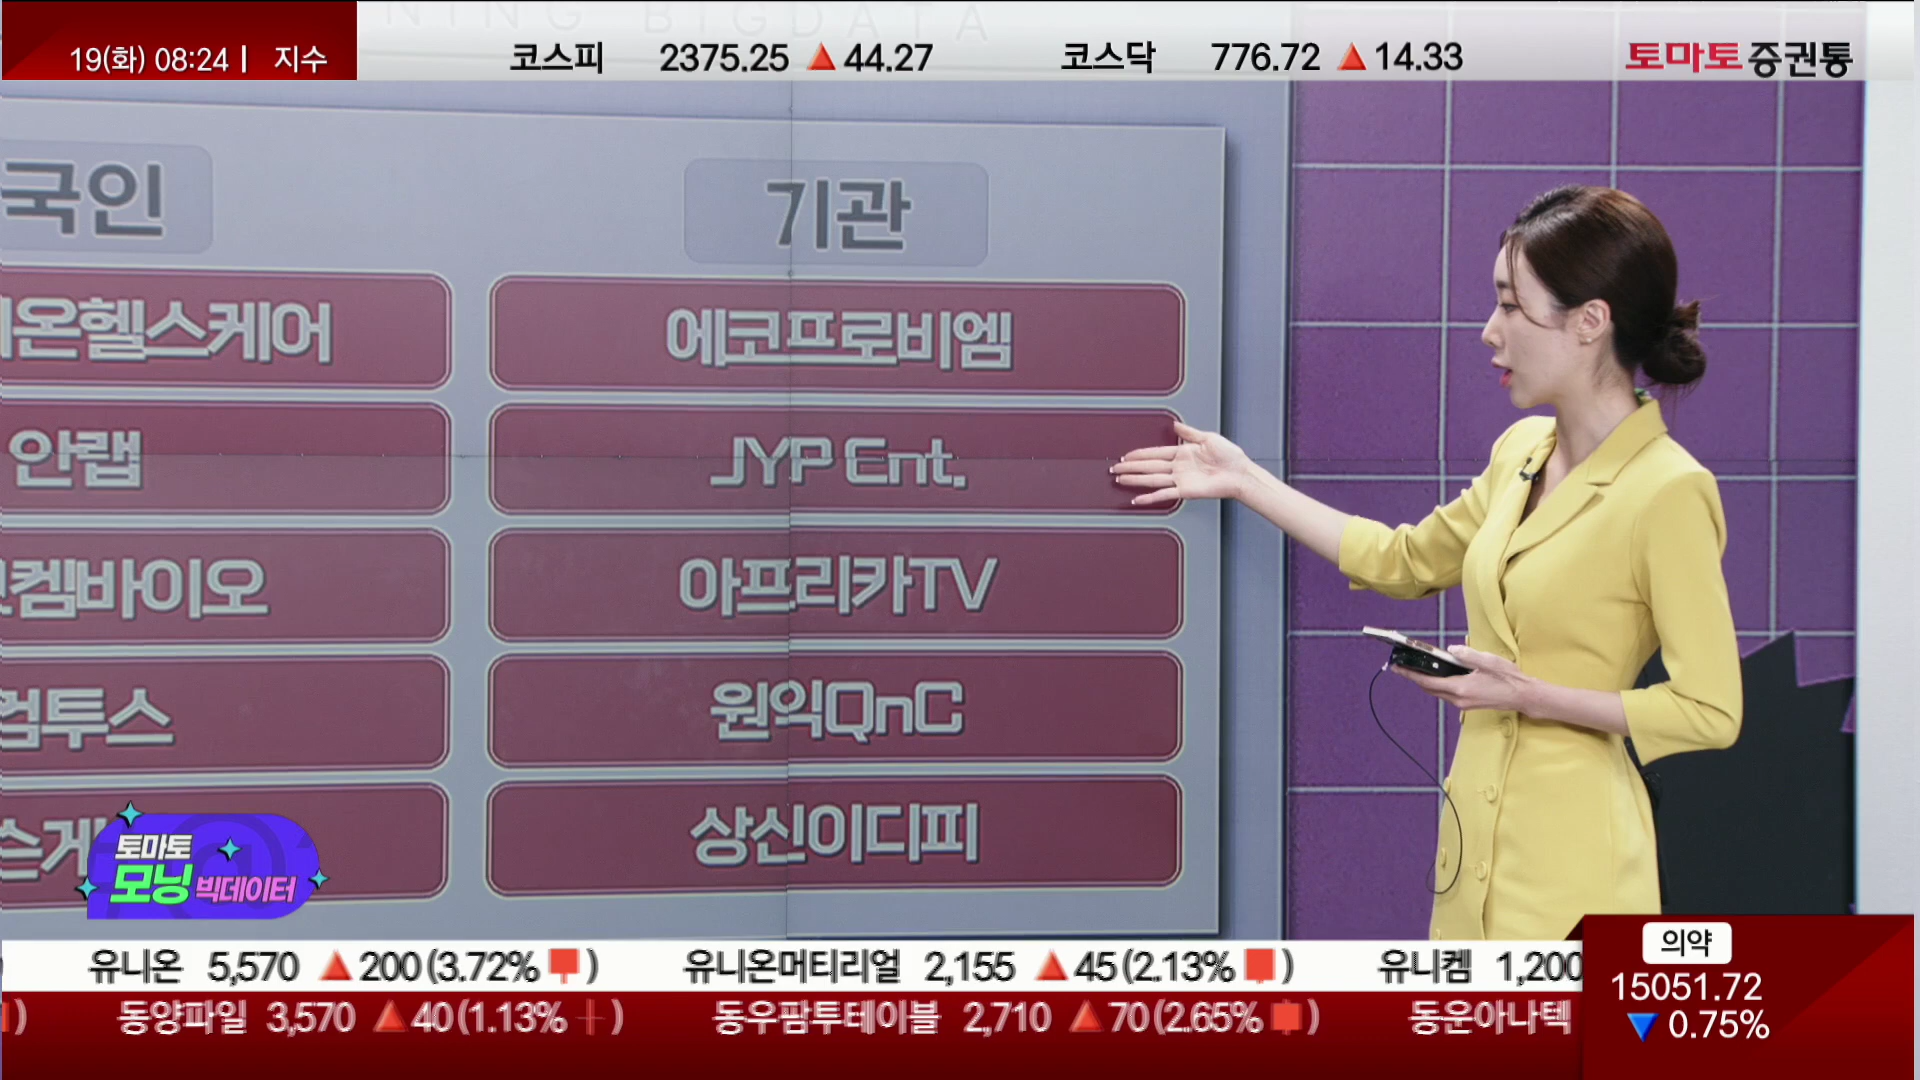 NING BIGDATA
19(화) 08:24 | 지수 코스피 2375.25 ▲44.27 코스닥 776.72 ▲14.33 토마토증권통
국인 기관
온헬스케어 에코프로비엠
안랩 JYP Ent.
켐바이오 아프리카TV
컴투스 원익QnC
스게 상신이디피
토마토
모닝 빅데이터
유니온 5,570 ▲200(3.72% ) 유니온머티리얼 2,155 ▲45(2.13% ) 유니켐 1,200
) 동양파일 3,570 ▲40(1.13% ) 동우팜투테이블 2,710 ▲70(2.65% ) 동운아나텍
의약
15051.72
▼ 0.75%